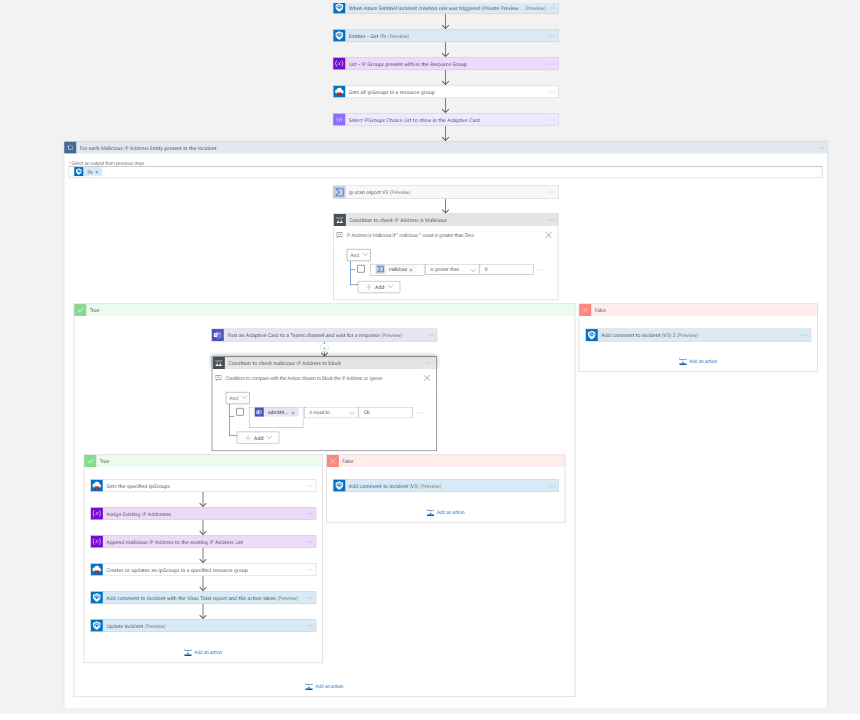 When Azure Sentinel incident creation rule was triggered (Private Preview... (Preview)
Entities - Get IPs (Preview)
List - IP Groups present with in the Resource Group
Gets all ipGroups in a resource group
Select IPGroups Choice List to show in the Adaptive Card
For each Malicious IP Address Entity present in the incident
* Select an output from previous steps
IPs ×
Ip scan report V3 (Preview)
Condition to check IP Address is Malicious
IP Address is Malicious if " malicious " count is greater than Zero
And
malicious × is greater than 0
Add
True
False
Post an Adaptive Card to a Teams channel and wait for a response (Preview)
Add comment to incident (V3) 2 (Preview)
Add an action
Condition to check malicious IP Address to block
Condition to compare with the Action chosen to Block the IP Address or Ignore
And
submitA... × is equal to OK
Add
True
False
Gets the specified ipGroups
Add comment to incident (V3) (Preview)
Add an action
Assign Existing IP Addresses
Append malicious IP Address to the existing IP Address List
Creates or updates an ipGroups in a specified resource group
Add comment to incident with the Virus Total report and the action taken (Preview)
Update incident (Preview)
Add an action
Add an action